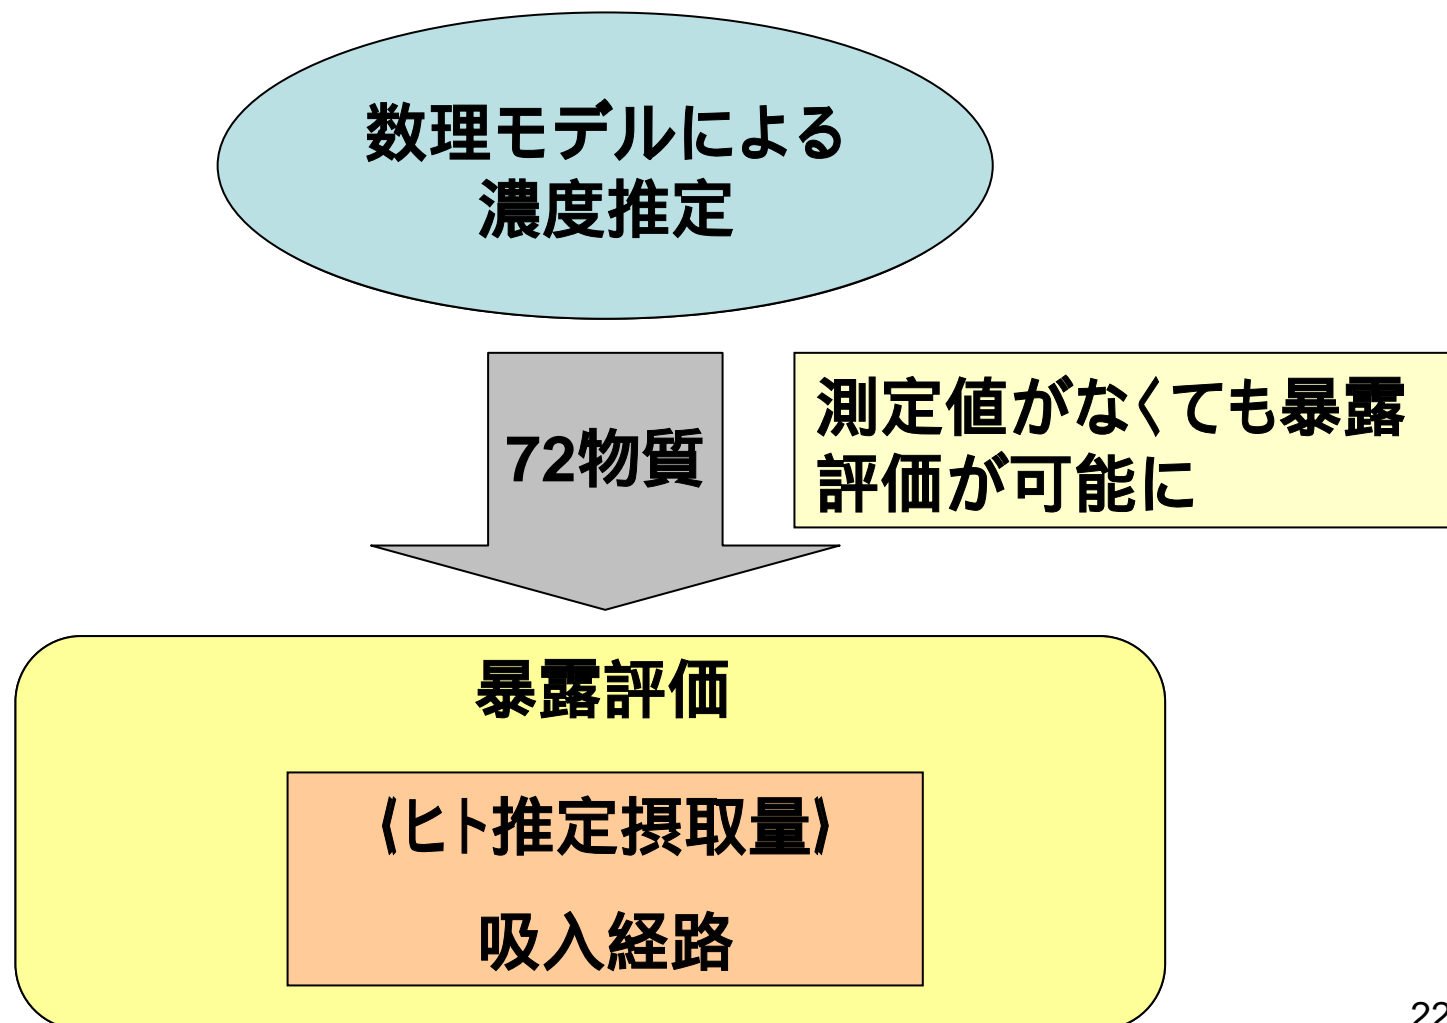 数理モデルによる
濃度推定
72物質
測定値がなくても暴露
評価が可能に
暴露評価
(ヒト推定摂取量)
吸入経路
22